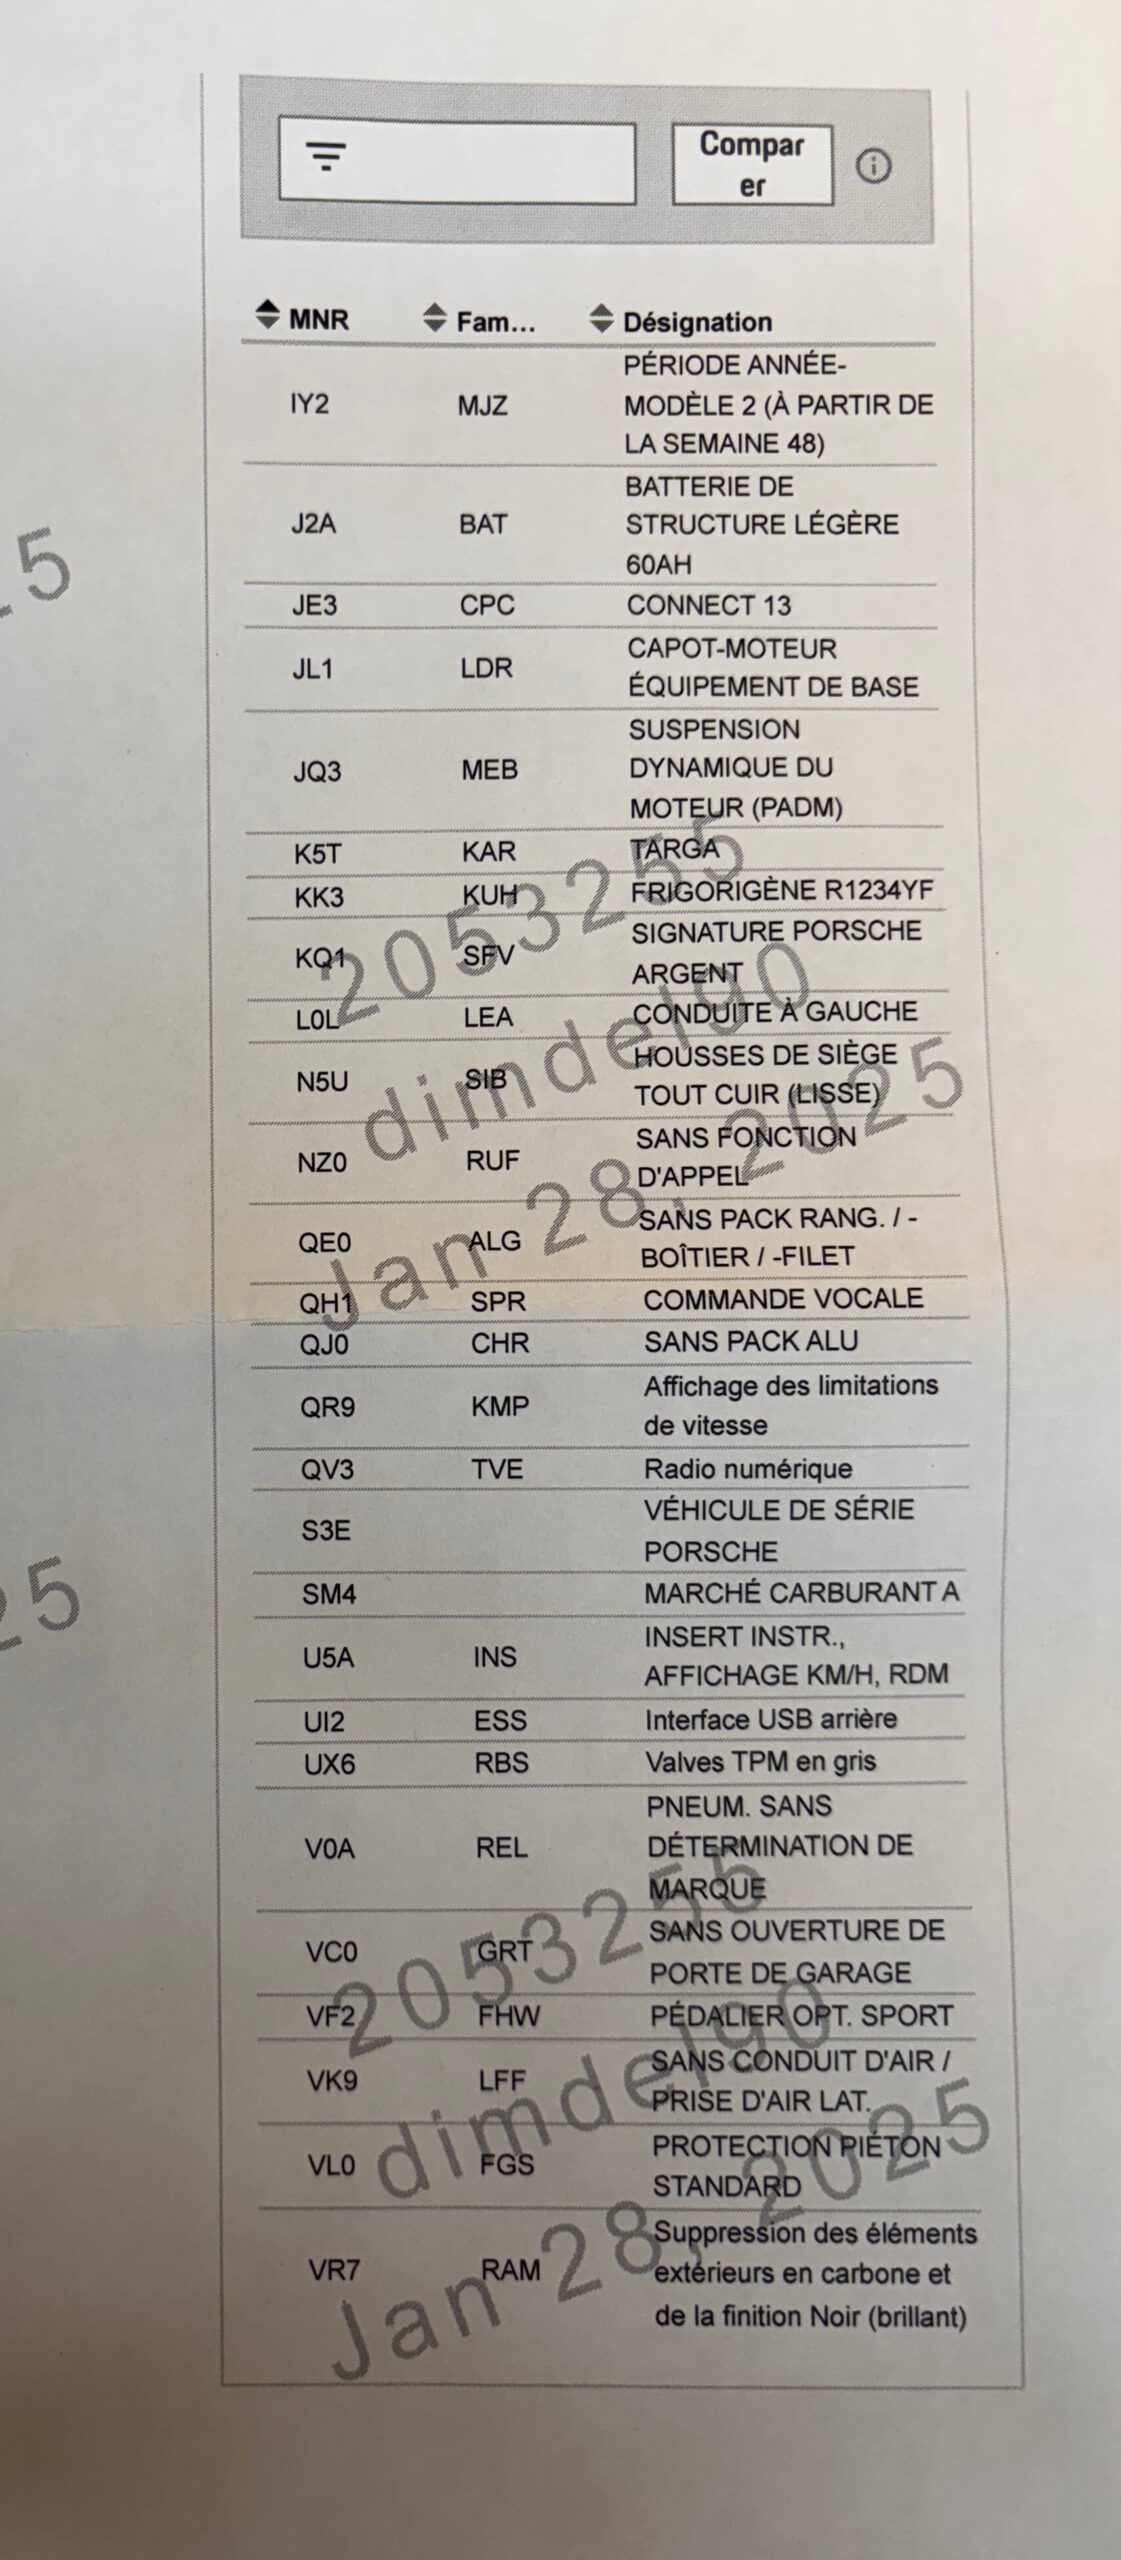 Compar
er
MNR Fam... Désignation
PÉRIODE ANNÉE-
IY2 MJZ MODÈLE 2 (À PARTIR DE
LA SEMAINE 48)
BATTERIE DE
J2A BAT STRUCTURE LÉGÈRE
60AH
JE3 CPC CONNECT 13
CAPOT-MOTEUR
JL1 LDR
ÉQUIPEMENT DE BASE
SUSPENSION
JQ3 MEB DYNAMIQUE DU
MOTEUR (PADM)
K5T KAR TARGA
KK3 KUH FRIGORIGÈNE R1234YF
SIGNATURE PORSCHE
KQ1 SFV
ARGENT
L0L LEA CONDUITE À GAUCHE
HOUSSES DE SIÈGE
N5U SIB
TOUT CUIR (LISSE)
SANS FONCTION
NZ0 RUF
D'APPEL
SANS PACK RANG. / -
QE0 ALG
BOÎTIER / -FILET
QH1 SPR COMMANDE VOCALE
QJ0 CHR SANS PACK ALU
Affichage des limitations
QR9 KMP
de vitesse
QV3 TVE Radio numérique
VÉHICULE DE SÉRIE
S3E
PORSCHE
SM4 MARCHÉ CARBURANT A
INSERT INSTR.,
U5A INS
AFFICHAGE KM/H, RDM
UI2 ESS Interface USB arrière
UX6 RBS Valves TPM en gris
PNEUM. SANS
V0A REL DÉTERMINATION DE
MARQUE
SANS OUVERTURE DE
VC0 GRT
PORTE DE GARAGE
VF2 FHW PÉDALIER OPT. SPORT
SANS CONDUIT D'AIR /
VK9 LFF
PRISE D'AIR LAT.
PROTECTION PIÉTON
VL0 FGS
STANDARD
Suppression des éléments
VR7 RAM extérieurs en carbone et
de la finition Noir (brillant)
2053255
dimdel90
Jan 28, 2025
2053255
dimdel90
Jan 28, 2025
5
25